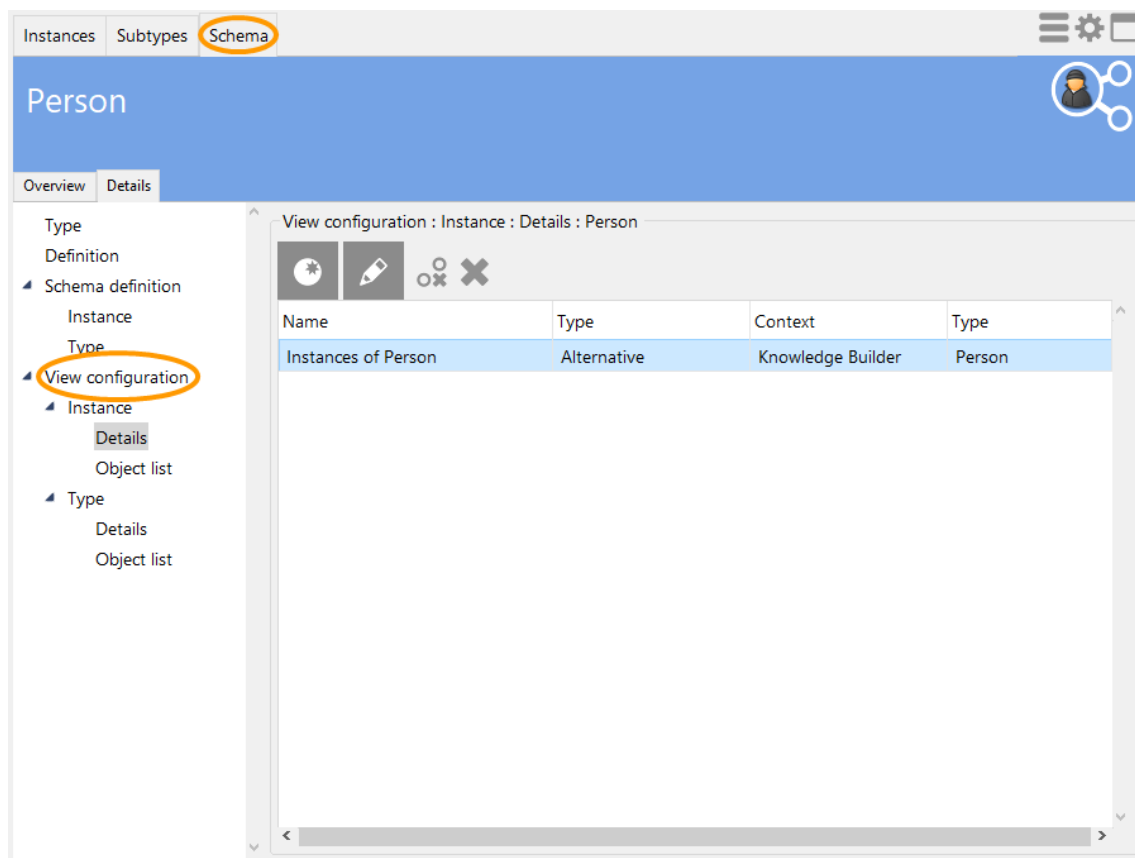 Instances Subtypes Schema
Person
Overview Details
Type
Definition
Schema definition
Instance
Type
View configuration
Instance
Details
Object list
Type
Details
Object list
View configuration : Instance : Details : Person
Name Type Context Type
Instances of Person Alternative Knowledge Builder Person